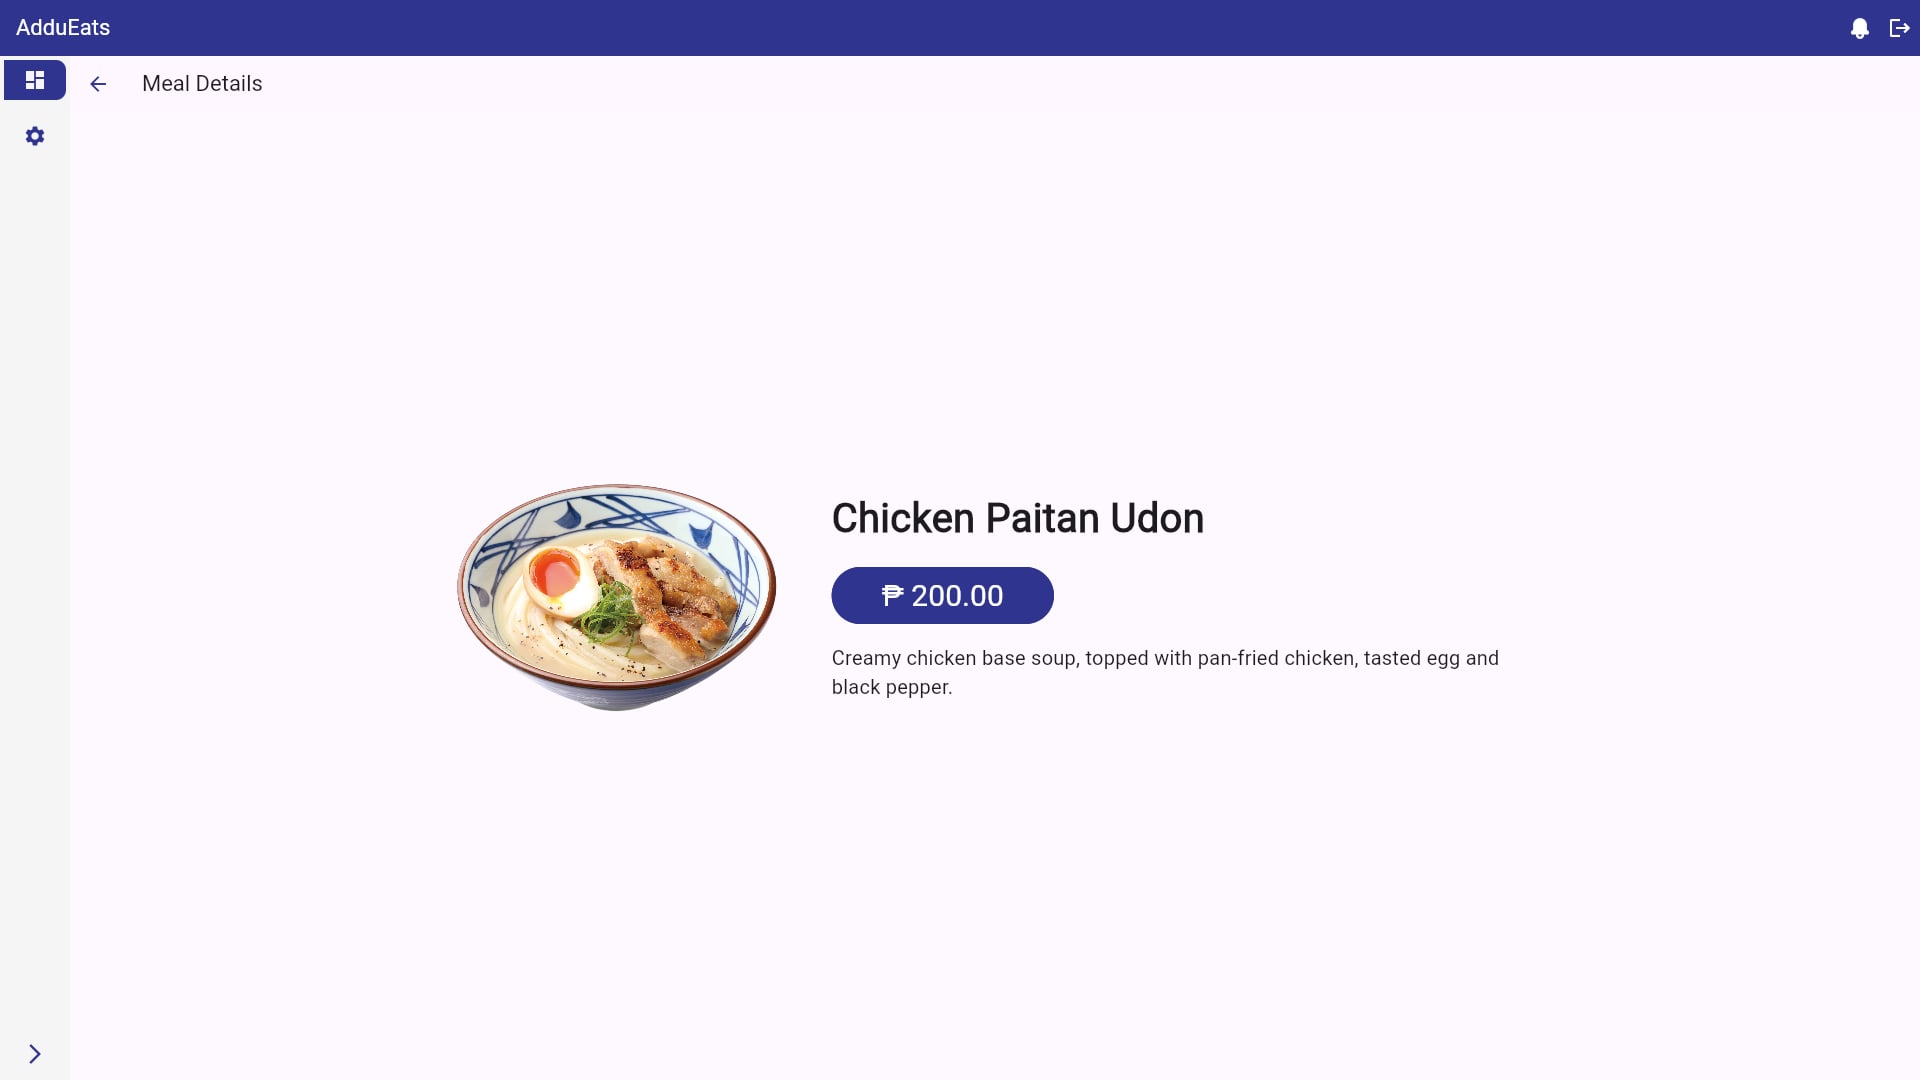 AdduEats
Meal Details
Chicken Paitan Udon
₱ 200.00
Creamy chicken base soup, topped with pan-fried chicken, tasted egg and
black pepper.